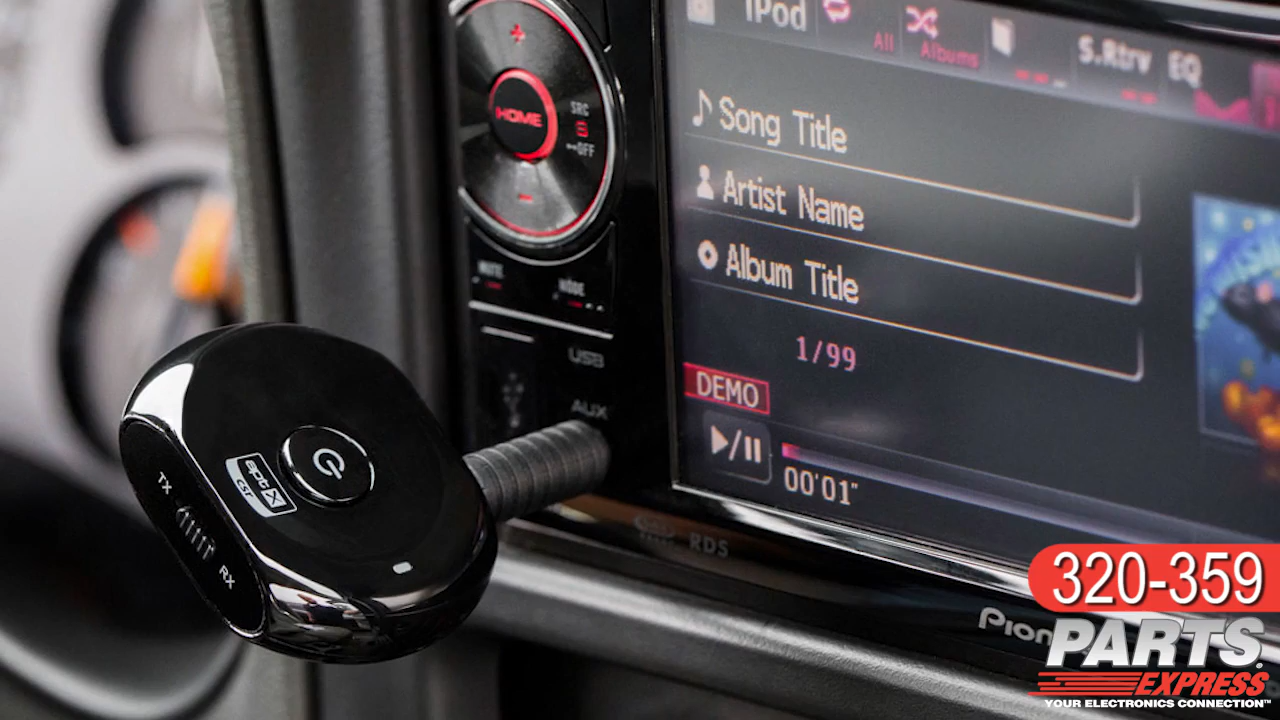 +
HOME
SRC
OFF
-
MUTE
MODE
USB
AUX
iPod
All
Albums
S.Rtrv
EQ
Song Title
Artist Name
Album Title
1/99
DEMO
00'01"
RDS
Pion
aptX
CSR
TX
RX
320-359
PARTS
EXPRESS
YOUR ELECTRONICS CONNECTION™